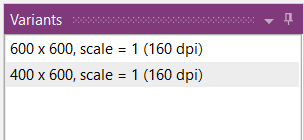 Variants
600 x 600, scale = 1 (160 dpi)
400 x 600, scale = 1 (160 dpi)